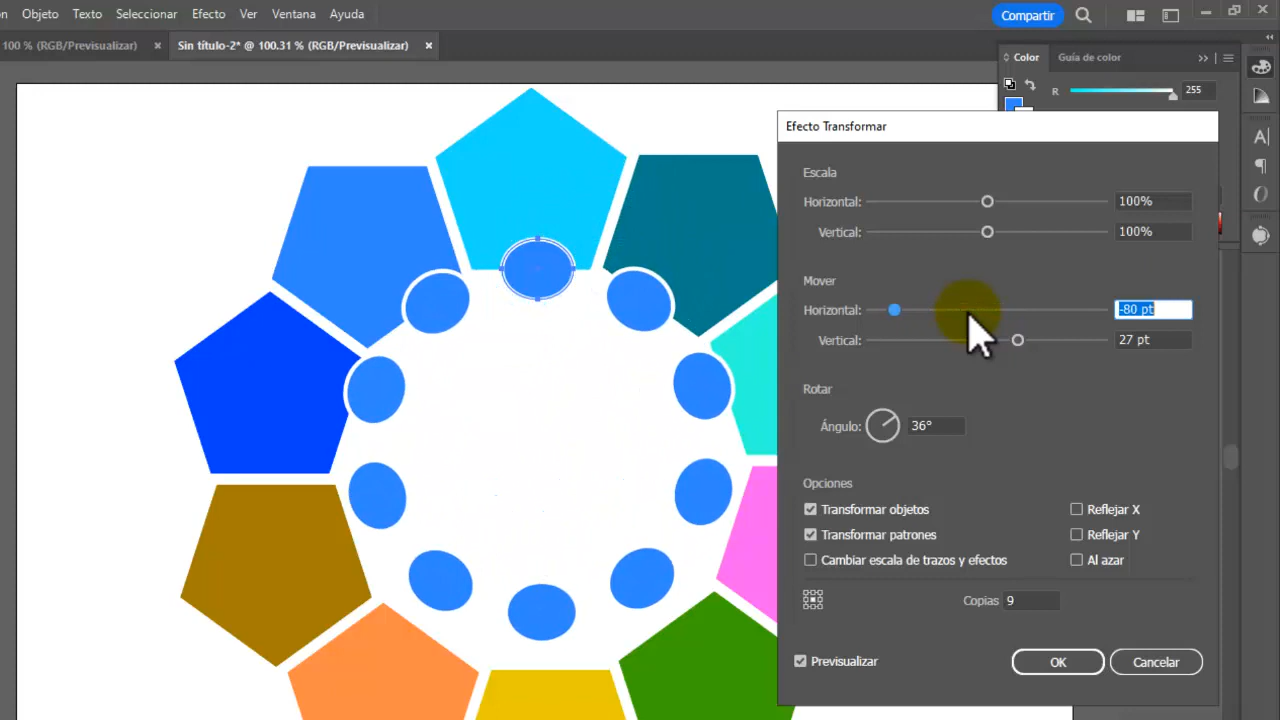 Objeto Texto Seleccionar Efecto Ver Ventana Ayuda
Compartir
100 % (RGB/Previsualizar) ×
Sin título-2* @ 100.31 % (RGB/Previsualizar) ×
Color Guía de color
R 255
Efecto Transformar
Escala
Horizontal: 100%
Vertical: 100%
Mover
Horizontal: -80 pt
Vertical: 27 pt
Rotar
Ángulo: 36°
Opciones
Transformar objetos Reflejar X
Transformar patrones Reflejar Y
Cambiar escala de trazos y efectos Al azar
Copias 9
Previsualizar OK Cancelar